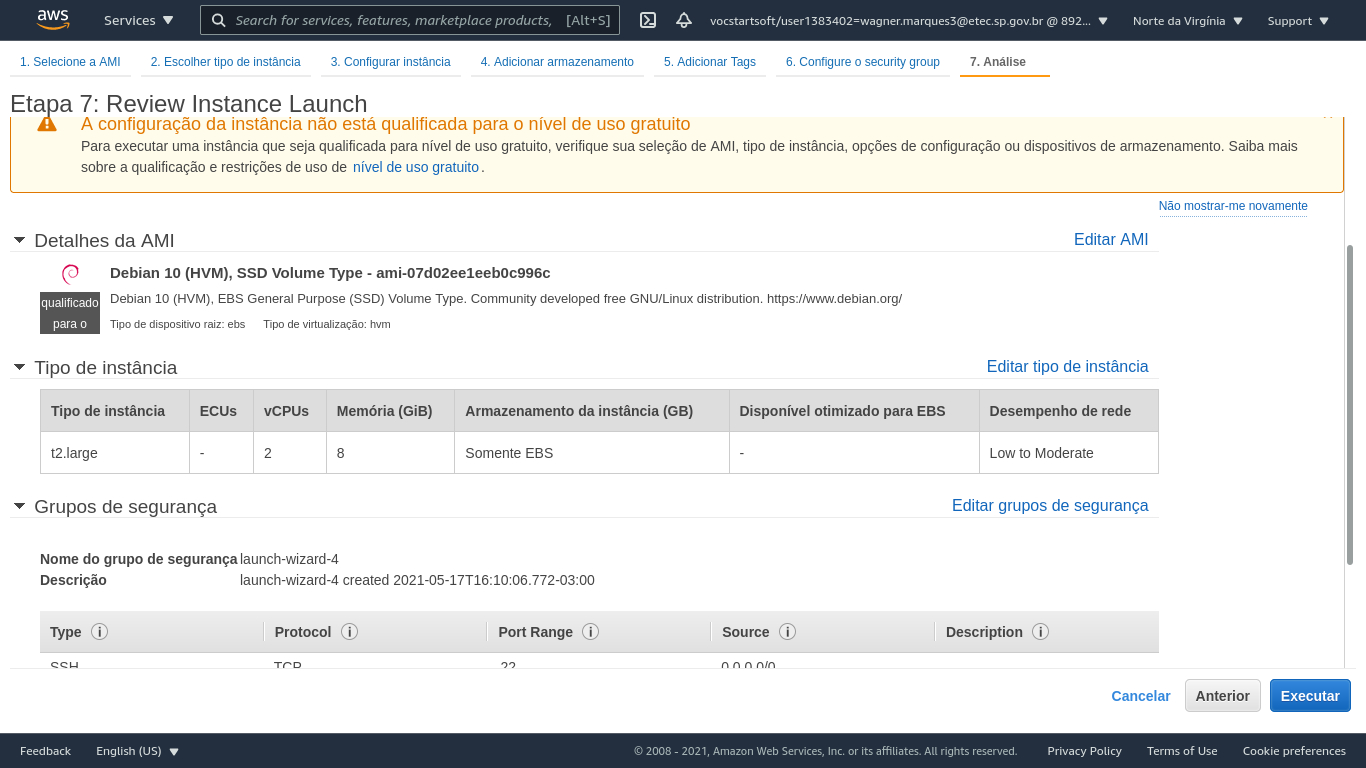 aws
Services
Search for services, features, marketplace products, [Alt+S]
vocstartsoft/user1383402=wagner.marques3@etec.sp.gov.br @ 892...
Norte da Virgínia
Support
1. Selecione a AMI 2. Escolher tipo de instância 3. Configurar instância 4. Adicionar armazenamento 5. Adicionar Tags 6. Configure o security group 7. Análise
Etapa 7: Review Instance Launch
A configuração da instância não está qualificada para o nível de uso gratuito
Para executar uma instância que seja qualificada para nível de uso gratuito, verifique sua seleção de AMI, tipo de instância, opções de configuração ou dispositivos de armazenamento. Saiba mais
sobre a qualificação e restrições de uso de nível de uso gratuito.
Não mostrar-me novamente
Detalhes da AMI Editar AMI
Debian 10 (HVM), SSD Volume Type - ami-07d02ee1eeb0c996c
qualificado
para o
Debian 10 (HVM), EBS General Purpose (SSD) Volume Type. Community developed free GNU/Linux distribution. https://www.debian.org/
Tipo de dispositivo raiz: ebs Tipo de virtualização: hvm
Tipo de instância Editar tipo de instância
Tipo de instância ECUs vCPUs Memória (GiB) Armazenamento da instância (GB) Disponível otimizado para EBS Desempenho de rede
t2.large - 2 8 Somente EBS - Low to Moderate
Grupos de segurança Editar grupos de segurança
Nome do grupo de segurança launch-wizard-4
Descrição launch-wizard-4 created 2021-05-17T16:10:06.772-03:00
Type i Protocol i Port Range i Source i Description i
SSH TCP 22 0.0.0.0/0
Cancelar Anterior Executar
Feedback English (US) © 2008 - 2021, Amazon Web Services, Inc. or its affiliates. All rights reserved. Privacy Policy Terms of Use Cookie preferences